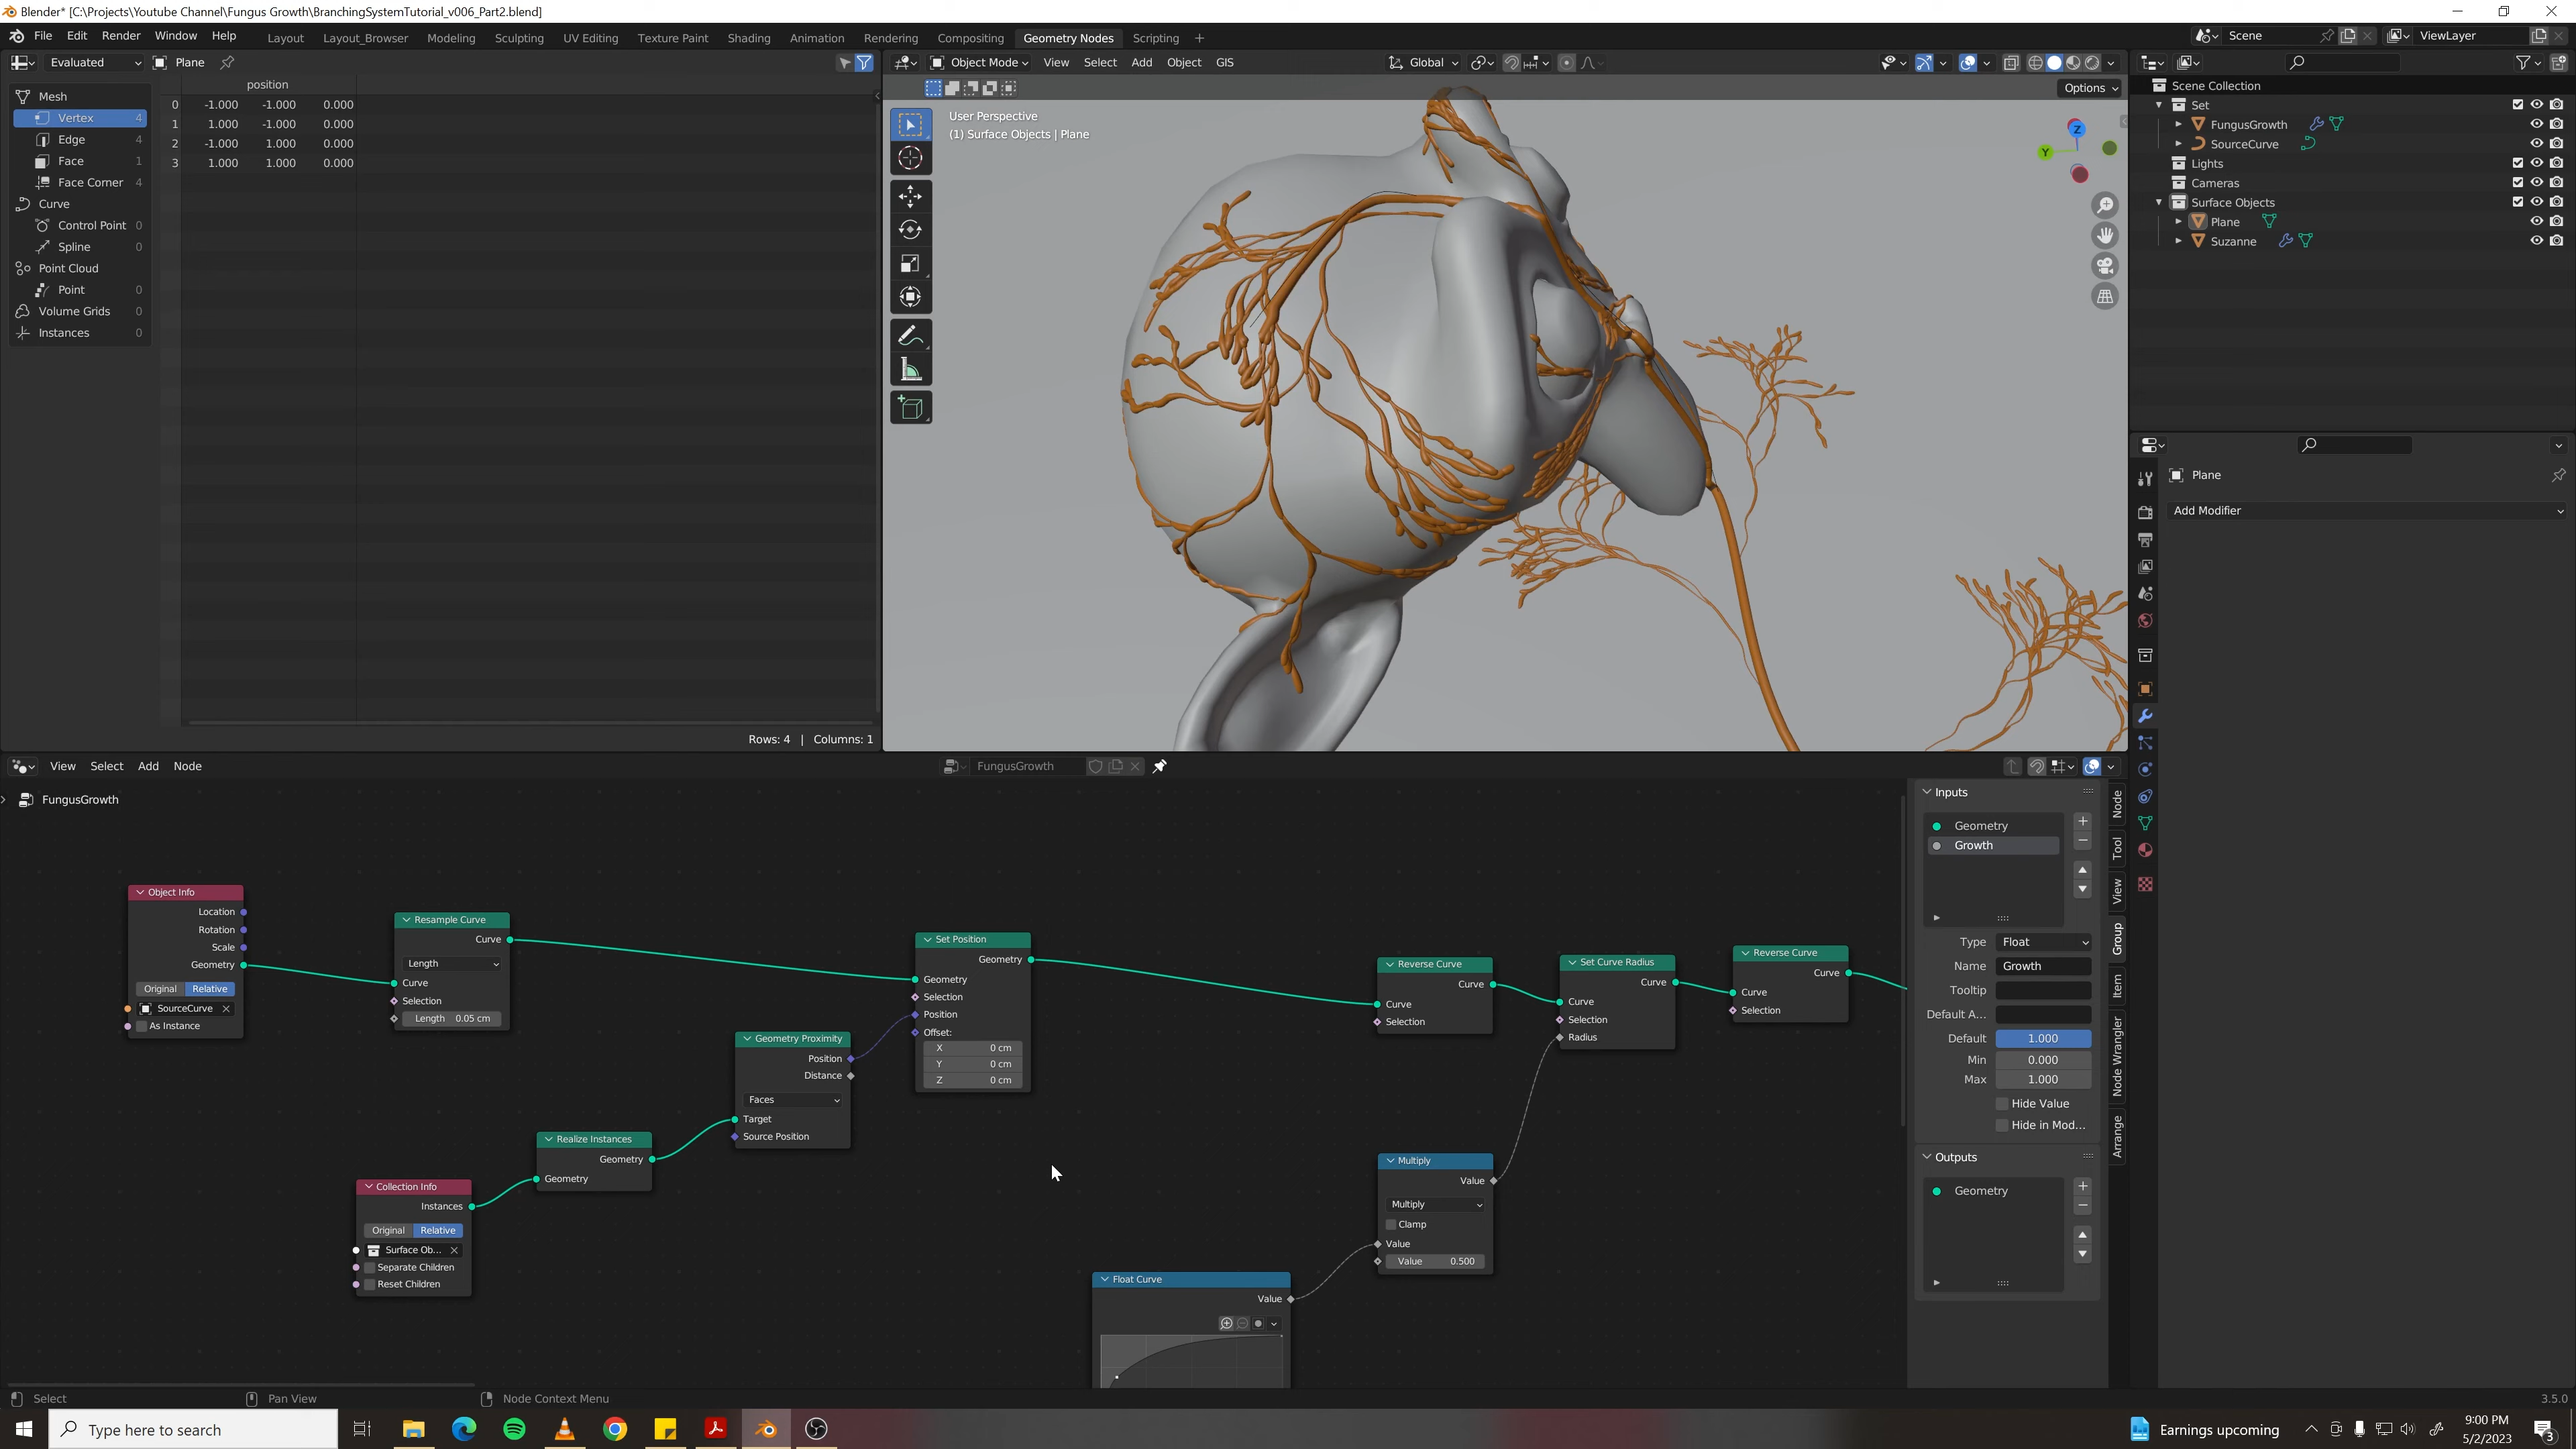 Blender* [C:\Projects\Youtube Channel\Fungus Growth\BranchingSystemTutorial_v006_Part2.blend]
File Edit Render Window Help Layout Layout_Browser Modeling Sculpting UV Editing Texture Paint Shading Animation Rendering Compositing Geometry Nodes Scripting + Scene ViewLayer
Evaluated Plane
position
Mesh
Vertex 4
Edge 4
Face 1
Face Corner 4
Curve
Control Point 0
Spline 0
Point Cloud
Point 0
Volume Grids 0
Instances 0
0 -1.000 -1.000 0.000
1 1.000 -1.000 0.000
2 -1.000 1.000 0.000
3 1.000 1.000 0.000
Rows: 4 | Columns: 1
Object Mode View Select Add Object GIS Global
Options
User Perspective
(1) Surface Objects | Plane
Z
Y
Scene Collection
Set
FungusGrowth
SourceCurve
Lights
Cameras
Surface Objects
Plane
Suzanne
Plane
Add Modifier
View Select Add Node FungusGrowth
FungusGrowth
Object Info
Location
Rotation
Scale
Geometry
Original Relative
SourceCurve
As Instance
Resample Curve
Curve
Length
Curve
Selection
Length 0.05 cm
Collection Info
Instances
Original Relative
Surface Ob...
Separate Children
Reset Children
Realize Instances
Geometry
Geometry
Geometry Proximity
Position
Distance
Faces
Target
Source Position
Set Position
Geometry
Geometry
Selection
Position
Offset:
X 0 cm
Y 0 cm
Z 0 cm
Float Curve
Value
Multiply
Value
Multiply
Clamp
Value
Value 0.500
Reverse Curve
Curve
Curve
Selection
Set Curve Radius
Curve
Curve
Selection
Radius
Reverse Curve
Curve
Curve
Selection
Inputs
Geometry
Growth
Type Float
Name Growth
Tooltip
Default A...
Default 1.000
Min 0.000
Max 1.000
Hide Value
Hide in Mod...
Outputs
Geometry
Node
Tool
View
Group
Item
Node Wrangler
Arrange
Select Pan View Node Context Menu 3.5.0
Type here to search
Earnings upcoming
9:00 PM
5/2/2023
3